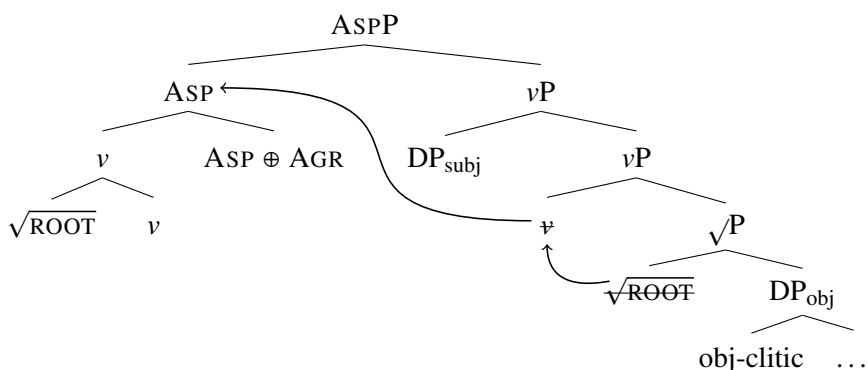 ASPP
ASP vP
v ASP ⊕ AGR DP_subj vP
√ROOT v v √P
√ROOT DP_obj
obj-clitic ...